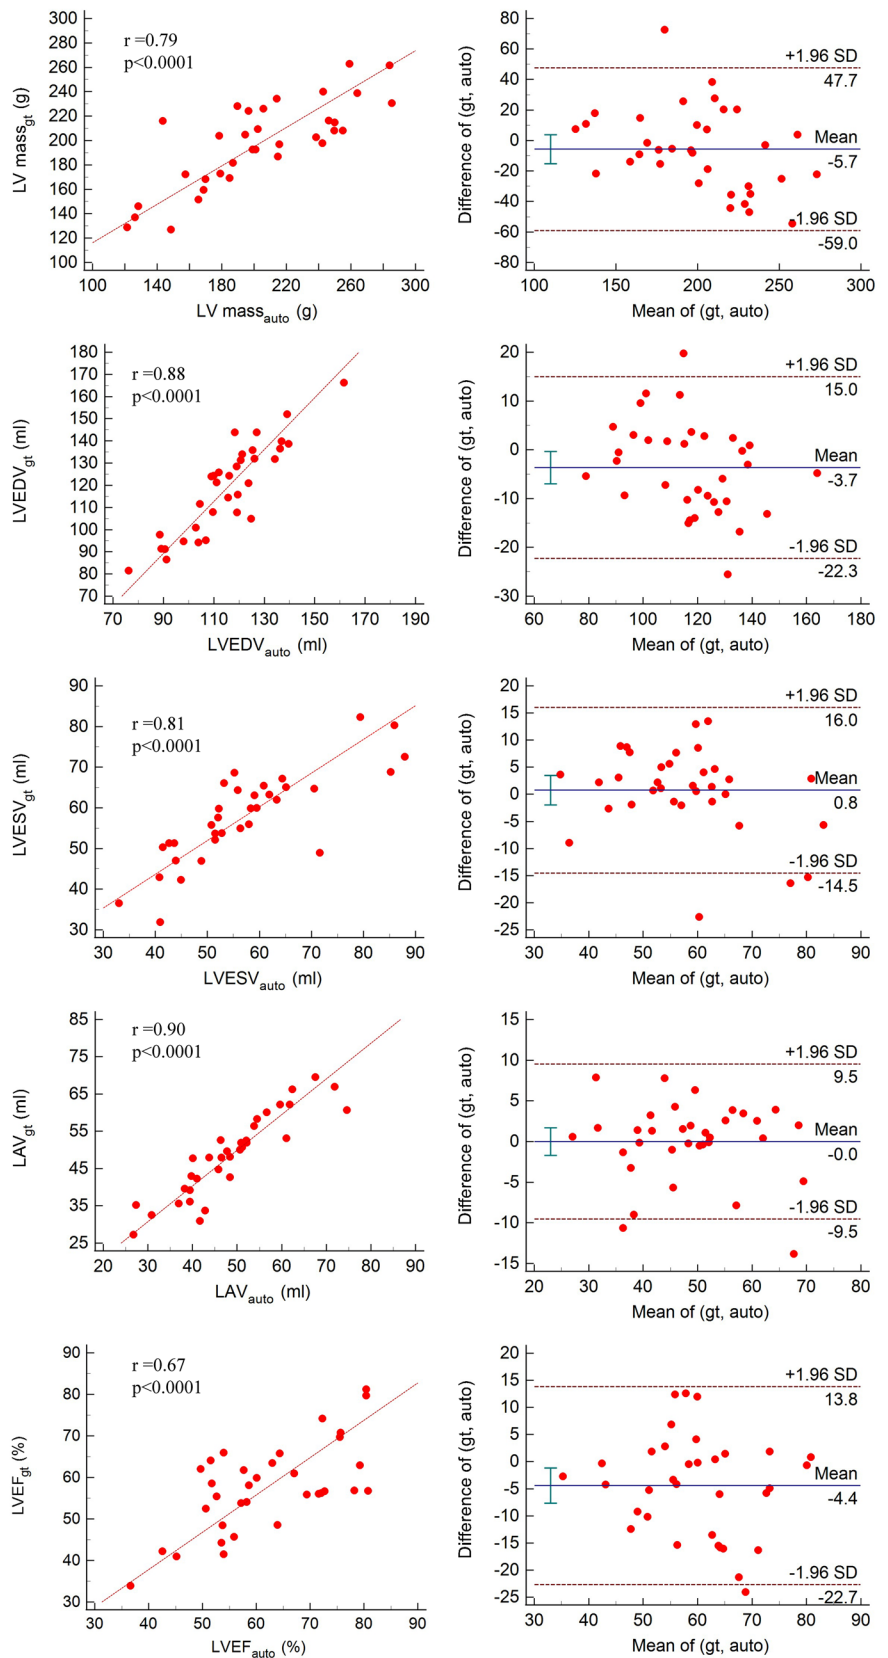 r =0.79
p<0.0001
LV mass_gt (g)
300
280
260
240
220
200
180
160
140
120
100
100 140 180 220 260 300
LV mass_auto (g)
Difference of (gt, auto)
80
60
40
20
0
-20
-40
-60
-80
+1.96 SD
47.7
Mean
-5.7
-1.96 SD
-59.0
100 150 200 250 300
Mean of (gt, auto)
r =0.88
p<0.0001
LVEDV_gt (ml)
180
170
160
150
140
130
120
110
100
90
80
70
70 90 110 130 150 170 190
LVEDV_auto (ml)
Difference of (gt, auto)
20
10
0
-10
-20
-30
+1.96 SD
15.0
Mean
-3.7
-1.96 SD
-22.3
60 80 100 120 140 160 180
Mean of (gt, auto)
r =0.81
p<0.0001
LVESV_gt (ml)
90
80
70
60
50
40
30
30 40 50 60 70 80 90
LVESV_auto (ml)
Difference of (gt, auto)
20
15
10
5
0
-5
-10
-15
-20
-25
+1.96 SD
16.0
Mean
0.8
-1.96 SD
-14.5
30 40 50 60 70 80 90
Mean of (gt, auto)
r =0.90
p<0.0001
LAV_gt (ml)
85
75
65
55
45
35
25
20 30 40 50 60 70 80 90
LAV_auto (ml)
Difference of (gt, auto)
15
10
5
0
-5
-10
-15
+1.96 SD
9.5
Mean
-0.0
-1.96 SD
-9.5
20 30 40 50 60 70 80
Mean of (gt, auto)
r =0.67
p<0.0001
LVEF_gt (%)
90
80
70
60
50
40
30
30 40 50 60 70 80 90
LVEF_auto (%)
Difference of (gt, auto)
20
15
10
5
0
-5
-10
-15
-20
-25
+1.96 SD
13.8
Mean
-4.4
-1.96 SD
-22.7
30 40 50 60 70 80 90
Mean of (gt, auto)